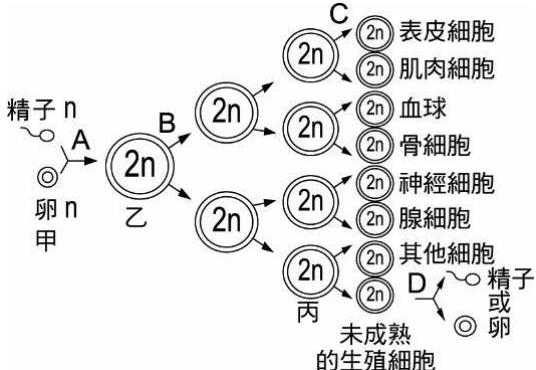 精子 n
A
卵 n
甲
2n
乙
B
2n
2n
2n
2n
2n
2n
丙
C
2n 表皮細胞
2n 肌肉細胞
2n 血球
2n 骨細胞
2n 神經細胞
2n 腺細胞
2n 其他細胞
2n
未成熟
的生殖細胞
D
精子
或
卵